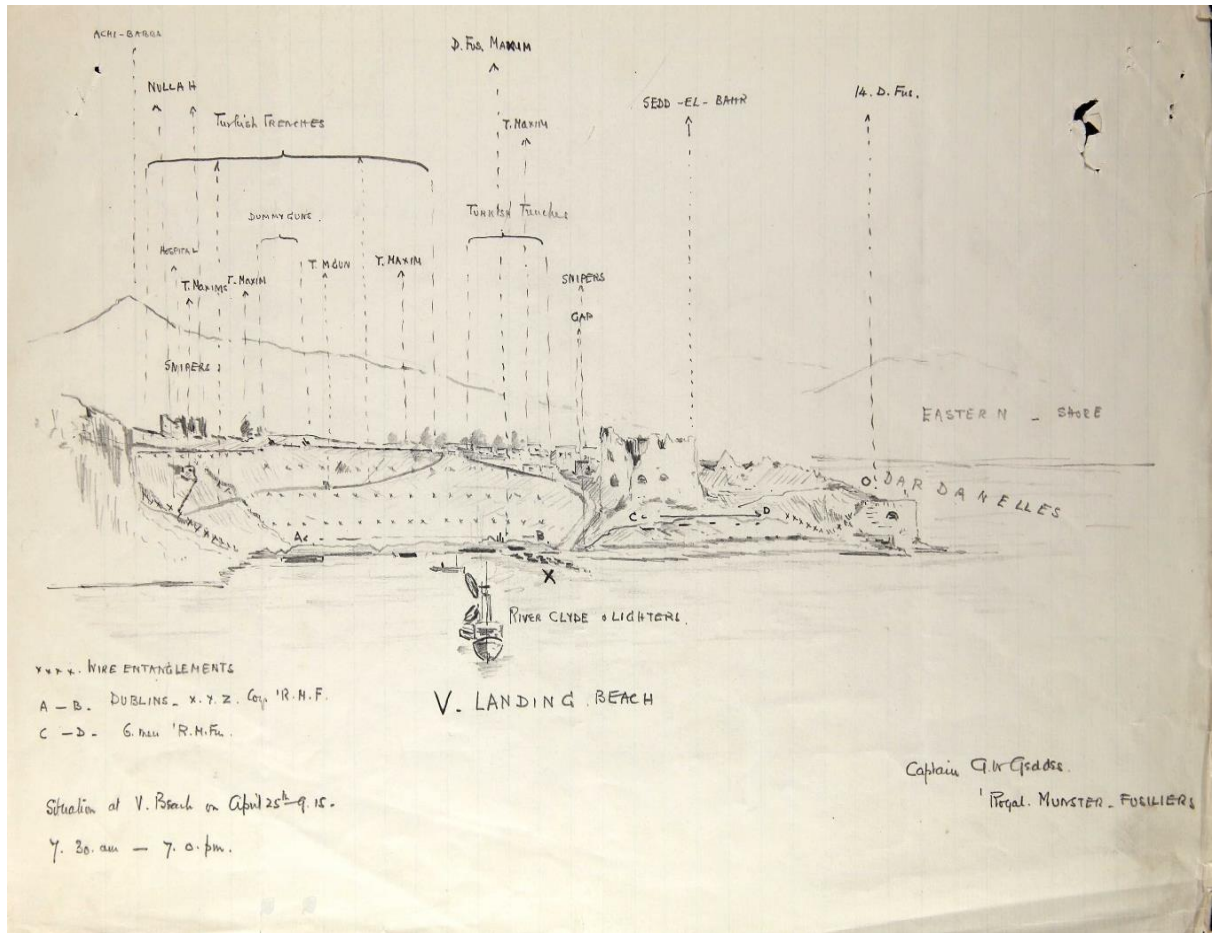 ACHI-BABA
D. Fus. MAXIM
NULLAH
14. D. Fus.
SEDD-EL-BAHR
Turkish TRENCHES
T. MAXIM
DUMMY GUNS.
TURKISH Trenches
HOSPITAL
T. M GUN
T. MAXIM
SNIPERS
T. MAXIMS
T-MAXIM
GAP
SNIPERS
EASTERN - SHORE
DARDANELLES
C
D
A
B
X
RIVER CLYDE & LIGHTERS.
x x x x. WIRE ENTANGLEMENTS
A - B. DUBLINS - X. Y. Z. Coy. 'R.M.F.
C - D - 6. men 'R.M.Fu.
V. LANDING BEACH
Captain G.W Geddes.
'Royal. MUNSTER - FUSILIERS
Situation at V. Beach on April 25th-9.15-
7. 30. am — 7. 0. pm.